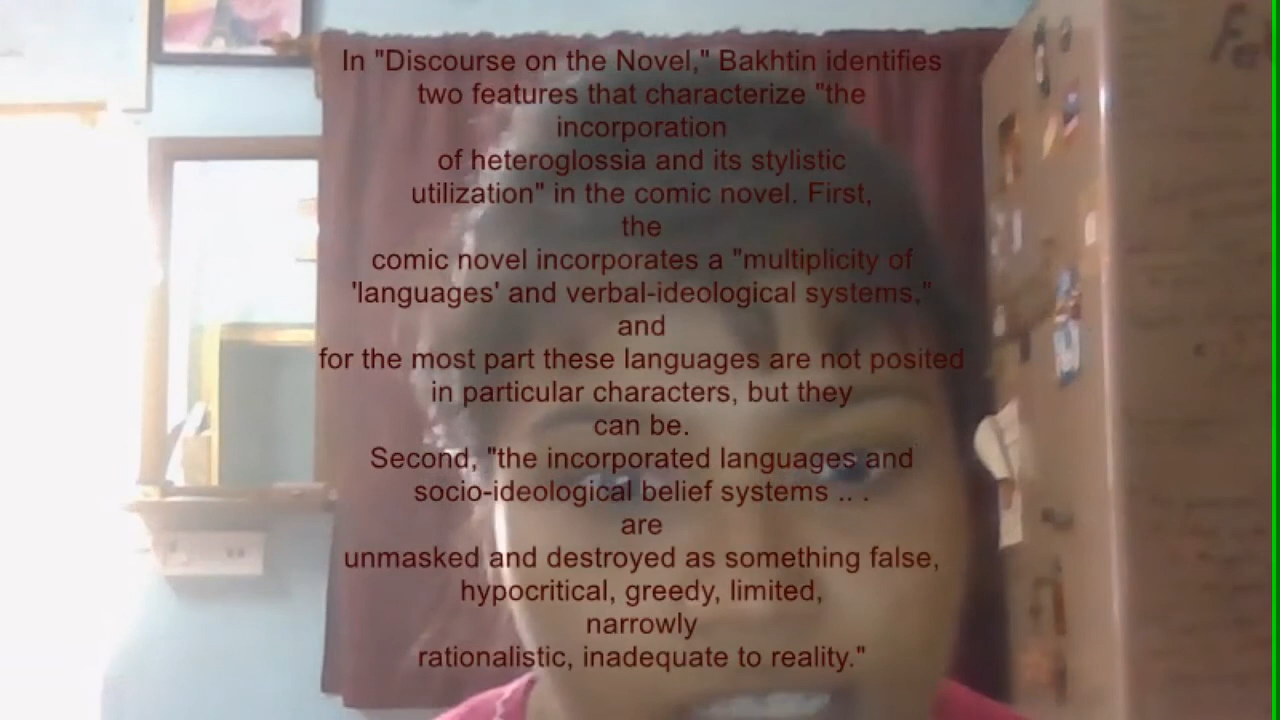 In "Discourse on the Novel," Bakhtin identifies
two features that characterize "the
incorporation
of heteroglossia and its stylistic
utilization" in the comic novel. First,
the
comic novel incorporates a "multiplicity of
'languages' and verbal-ideological systems,"
and
for the most part these languages are not posited
in particular characters, but they
can be.
Second, "the incorporated languages and
socio-ideological belief systems .. .
are
unmasked and destroyed as something false,
hypocritical, greedy, limited,
narrowly
rationalistic, inadequate to reality."